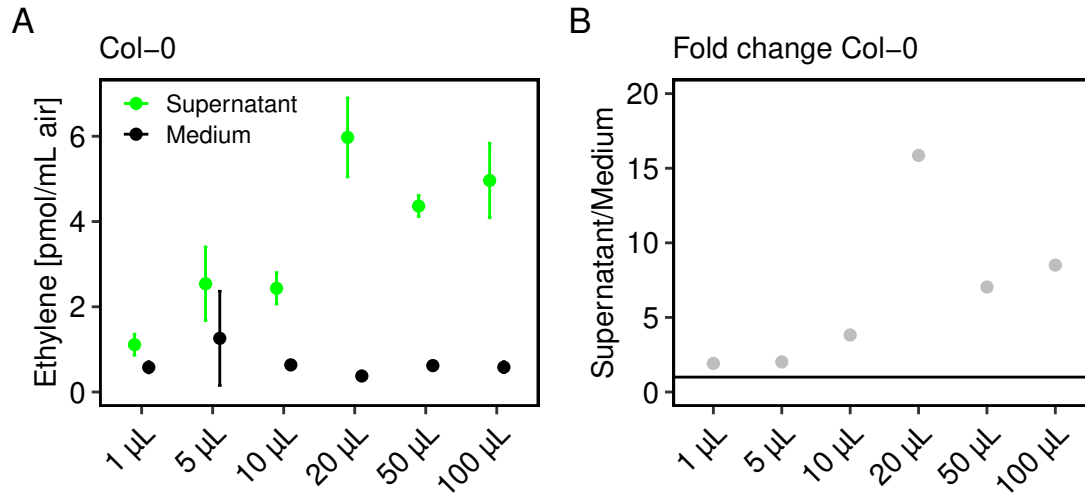 A
Col−0
Ethylene [pmol/mL air]
6
4
2
0
Supernatant
Medium
1 µL
5 µL
10 µL
20 µL
50 µL
100 µL
B
Fold change Col−0
Supernatant/Medium
20
15
10
5
0
1 µL
5 µL
10 µL
20 µL
50 µL
100 µL